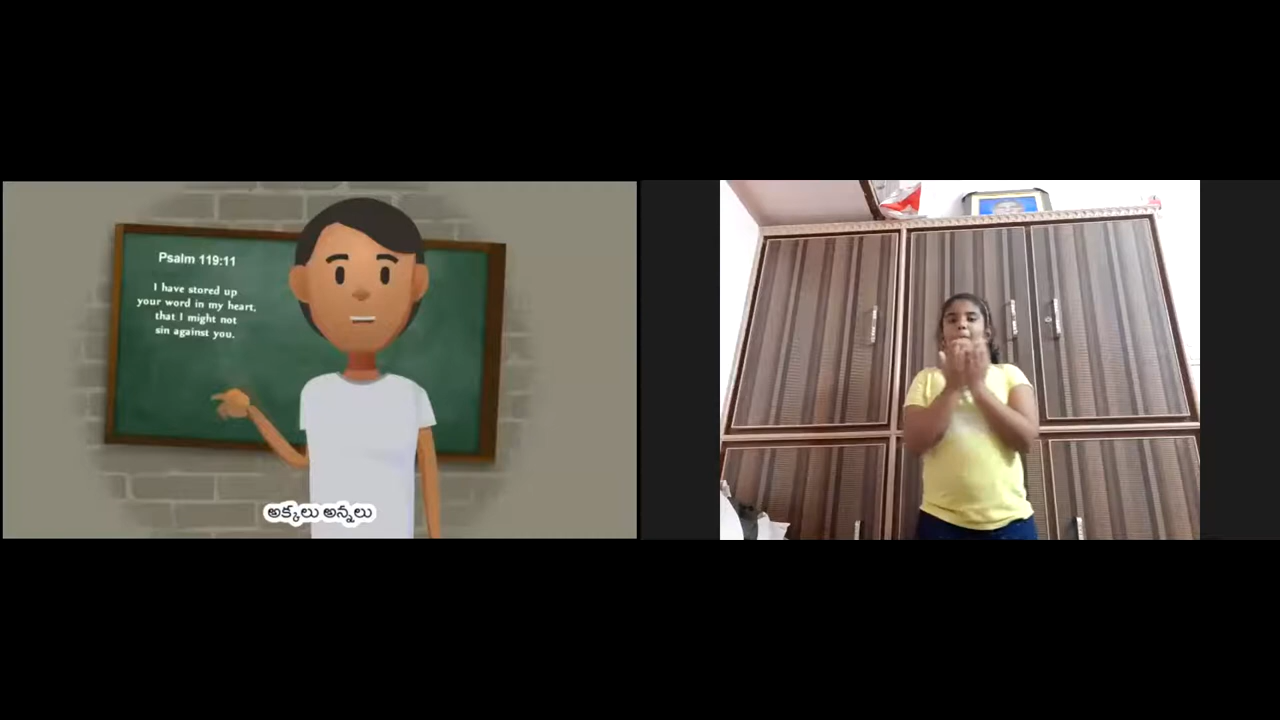 Psalm 119:11
I have stored up
your word in my heart,
that I might not
sin against you.
అక్కలు అన్నలు